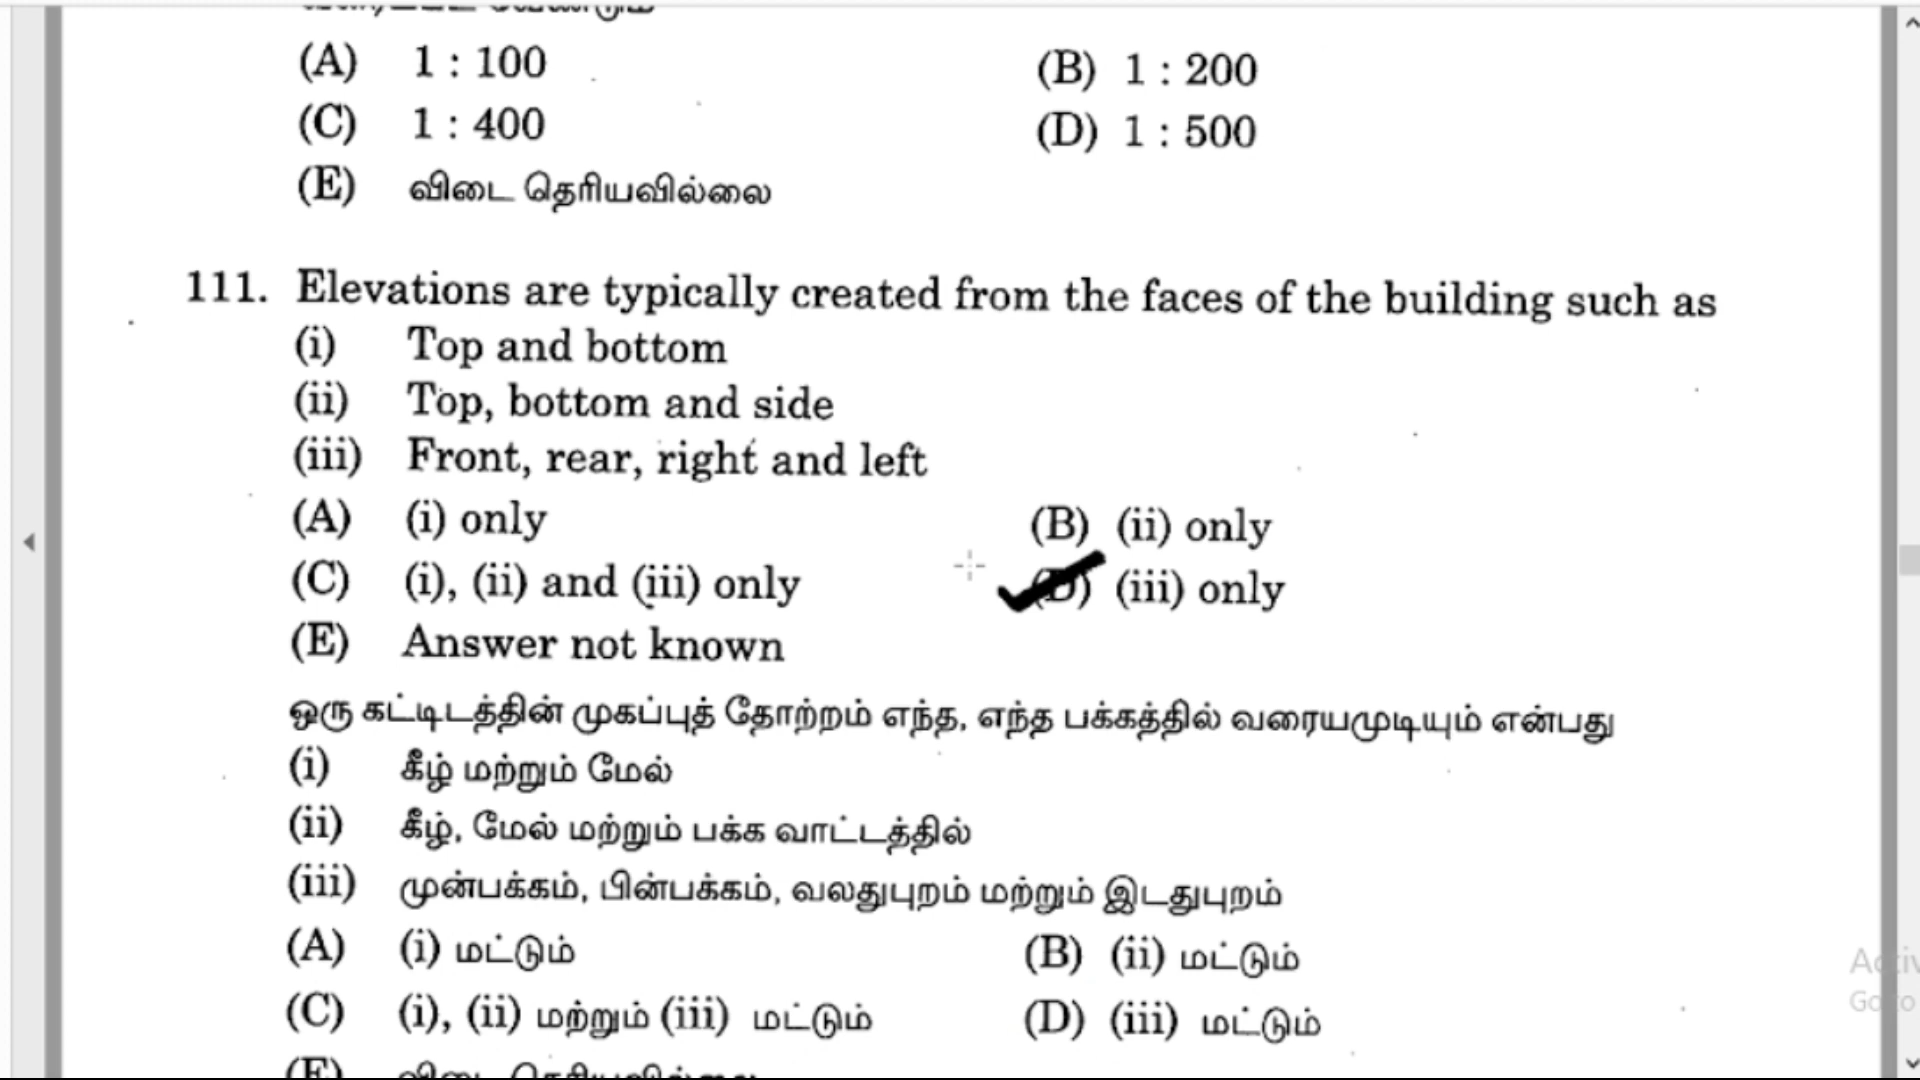 (A) 1 : 100 (B) 1 : 200
(C) 1 : 400 (D) 1 : 500
(E) விடை தெரியவில்லை
111. Elevations are typically created from the faces of the building such as
(i) Top and bottom
(ii) Top, bottom and side
(iii) Front, rear, right and left
(A) (i) only (B) (ii) only
(C) (i), (ii) and (iii) only (D) (iii) only
(E) Answer not known
ஒரு கட்டிடத்தின் முகப்புத் தோற்றம் எந்த, எந்த பக்கத்தில் வரையமுடியும் என்பது
(i) கீழ் மற்றும் மேல்
(ii) கீழ், மேல் மற்றும் பக்க வாட்டத்தில்
(iii) முன்பக்கம், பின்பக்கம், வலதுபுறம் மற்றும் இடதுபுறம்
(A) (i) மட்டும் (B) (ii) மட்டும்
(C) (i), (ii) மற்றும் (iii) மட்டும் (D) (iii) மட்டும்
(E) விடை தெரியவில்லை